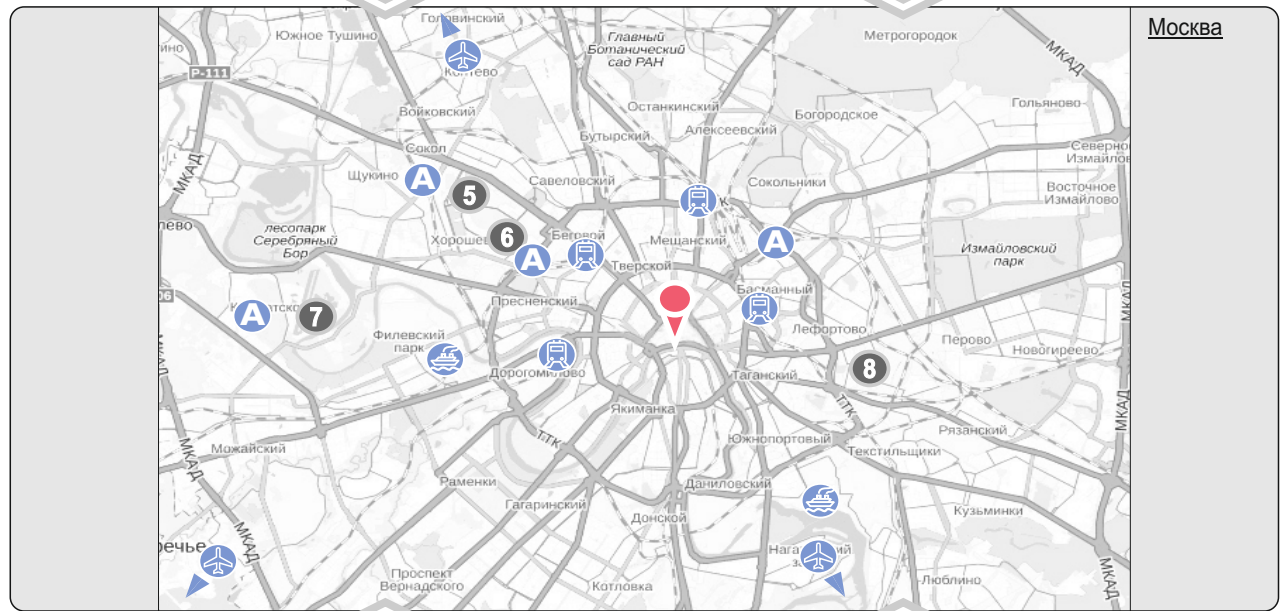 Москва
Головинский
Южное Тушино
Главный
Ботанический
сад РАН
Метрогородок
МКАД
Р-111
Войковский
Останкинский
Гольяново
Богородское
Алексеевский
Бутырский
Сокол
МКАД
Щукино
A
5
Савеловский
Сокольники
Восточное
Измайлово
лесопарк
Серебряный
Бор
6
A
Беговой
Мещанский
A
Измайловский
парк
Тверской
Басманный
Пресненский
A
7
Лефортово
МКАД
Филевский
парк
Перово
Новогиреево
Дорогомилово
Таганский
8
Якиманка
ТТК
ТТК
МКАД
Рязанский
Южнопортовый
Можайский
МКАД
Текстильщики
Раменки
Даниловский
Гагаринский
Донской
Кузьминки
МКАД
МКАД
Проспект
Вернадского
Котловка
Люблино